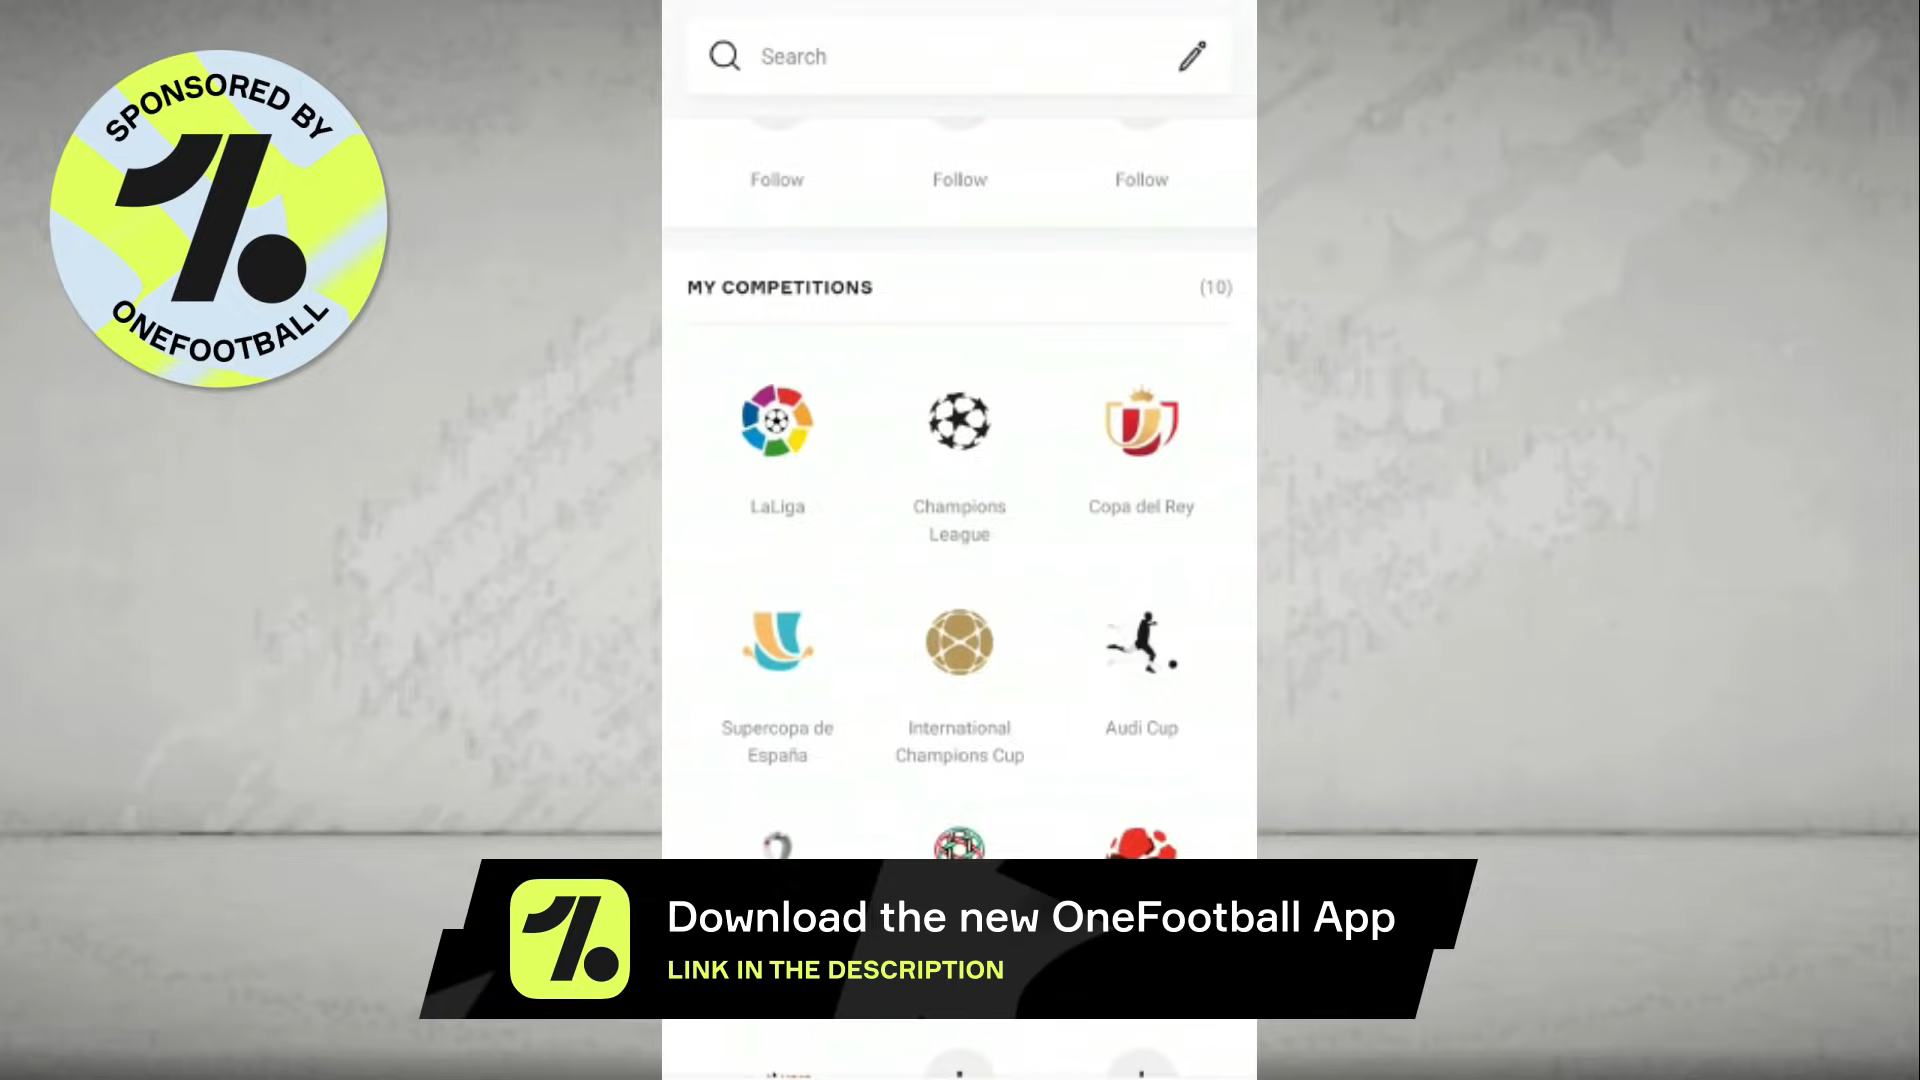 SPONSORED BY
ONEFOOTBALL
Search
Follow
Follow
Follow
MY COMPETITIONS
(10)
LaLiga
Champions
League
Copa del Rey
Supercopa de
España
International
Champions Cup
Audi Cup
Download the new OneFootball App
LINK IN THE DESCRIPTION